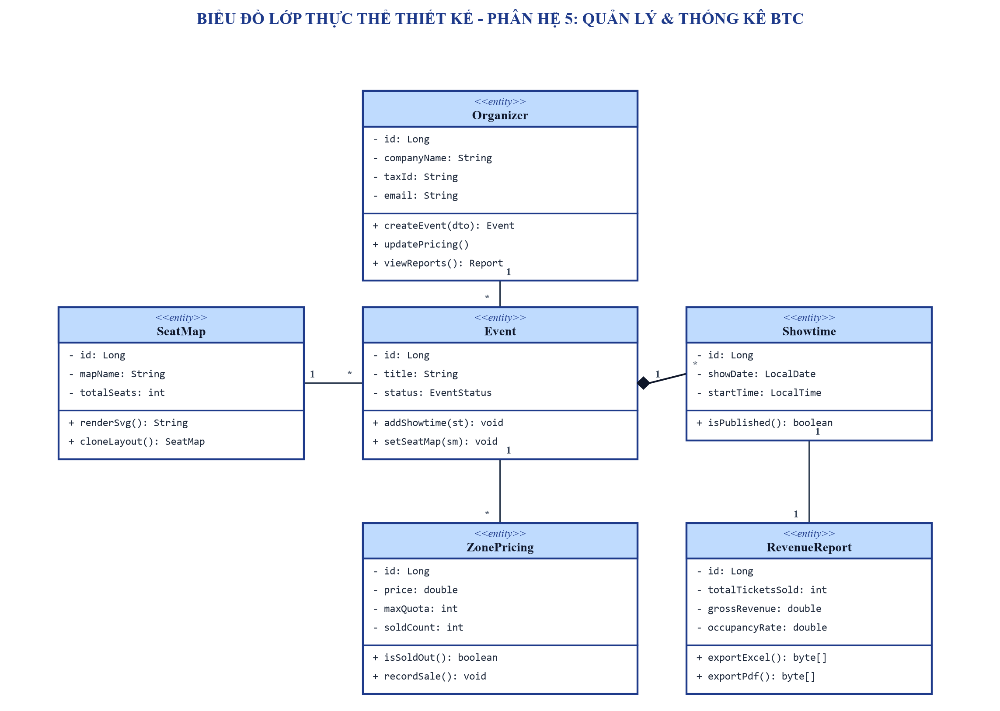 BIỂU ĐỒ LỚP THỰC THỂ THIẾT KẾ - PHÂN HỆ 5: QUẢN LÝ & THỐNG KÊ BTC
<<entity>>
Organizer
- id: Long
- companyName: String
- taxId: String
- email: String
+ createEvent(dto): Event
+ updatePricing()
+ viewReports(): Report
1
*
<<entity>>
SeatMap
- id: Long
- mapName: String
- totalSeats: int
+ renderSvg(): String
+ cloneLayout(): SeatMap
1
*
<<entity>>
Event
- id: Long
- title: String
- status: EventStatus
+ addShowtime(st): void
+ setSeatMap(sm): void
1
*
1
*
<<entity>>
Showtime
- id: Long
- showDate: LocalDate
- startTime: LocalTime
+ isPublished(): boolean
1
1
<<entity>>
ZonePricing
- id: Long
- price: double
- maxQuota: int
- soldCount: int
+ isSoldOut(): boolean
+ recordSale(): void
<<entity>>
RevenueReport
- id: Long
- totalTicketsSold: int
- grossRevenue: double
- occupancyRate: double
+ exportExcel(): byte[]
+ exportPdf(): byte[]